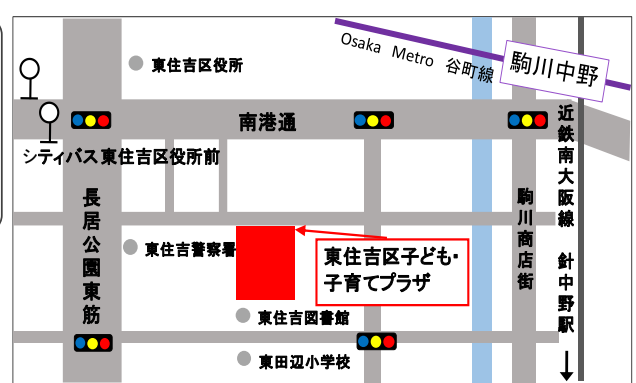 東住吉区役所
Osaka Metro 谷町線
駒川中野
南港通
シティバス東住吉区役所前
近鉄南大阪線 針中野駅
長居公園東筋
駒川商店街
東住吉警察署
東住吉区子ども・
子育てプラザ
東住吉図書館
東田辺小学校